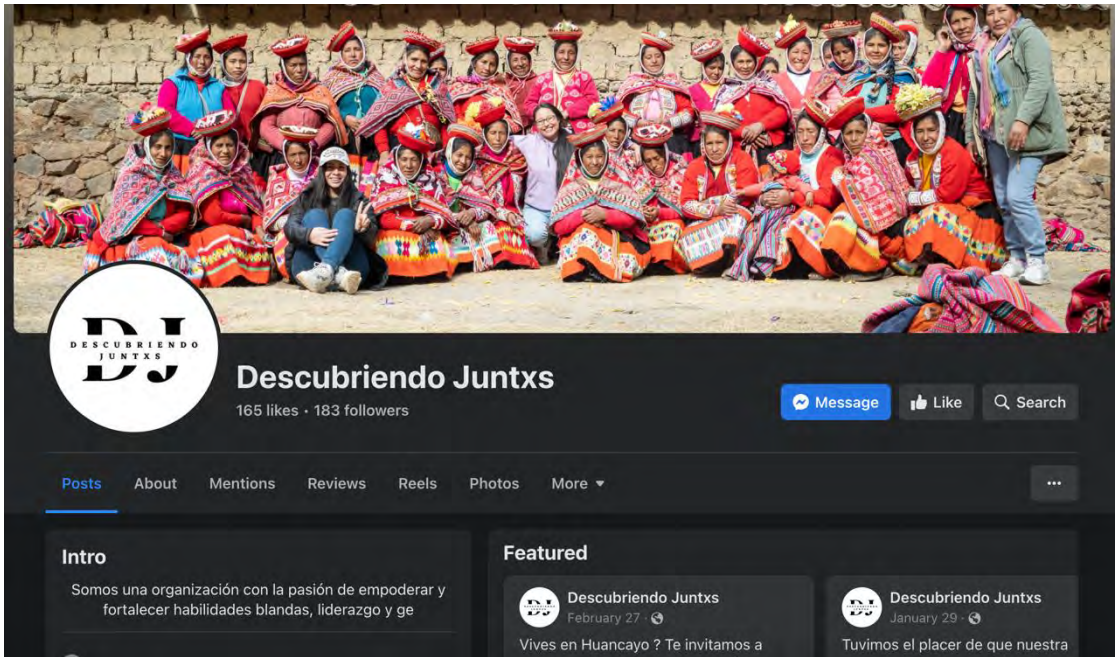 DJ
DESCUBRIENDO
JUNTXS
Descubriendo Juntxs
165 likes · 183 followers
Message
Like
Search
Posts
About
Mentions
Reviews
Reels
Photos
More
Intro
Somos una organización con la pasión de empoderar y
fortalecer habilidades blandas, liderazgo y ge
Featured
Descubriendo Juntxs
February 27 ·
Vives en Huancayo ? Te invitamos a
Descubriendo Juntxs
January 29 ·
Tuvimos el placer de que nuestra